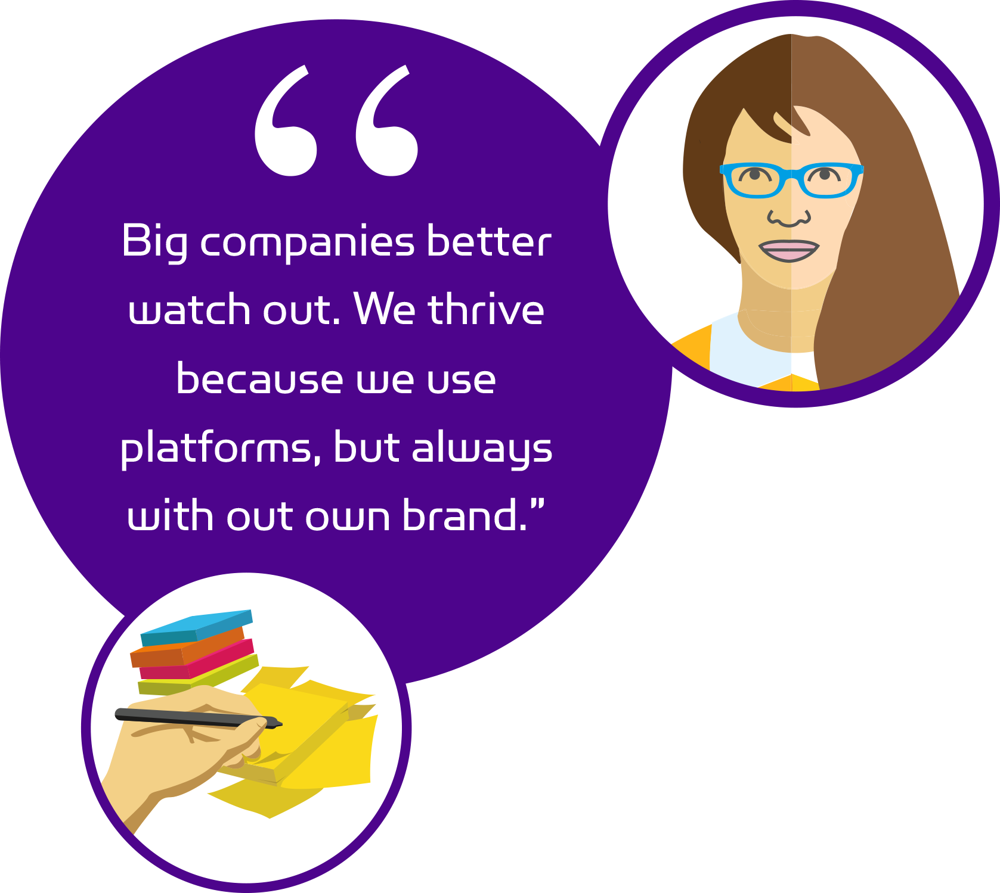 “
Big companies better
watch out. We thrive
because we use
platforms, but always
with out own brand.”